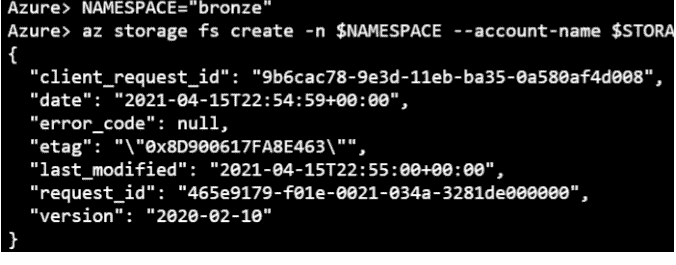 Azure> NAMESPACE="bronze"
Azure> az storage fs create -n $NAMESPACE --account-name $STORA
{
  "client_request_id": "9b6cac78-9e3d-11eb-ba35-0a580af4d008",
  "date": "2021-04-15T22:54:59+00:00",
  "error_code": null,
  "etag": "\"0x8D900617FA8E463\"",
  "last_modified": "2021-04-15T22:55:00+00:00",
  "request_id": "465e9179-f01e-0021-034a-3281de000000",
  "version": "2020-02-10"
}